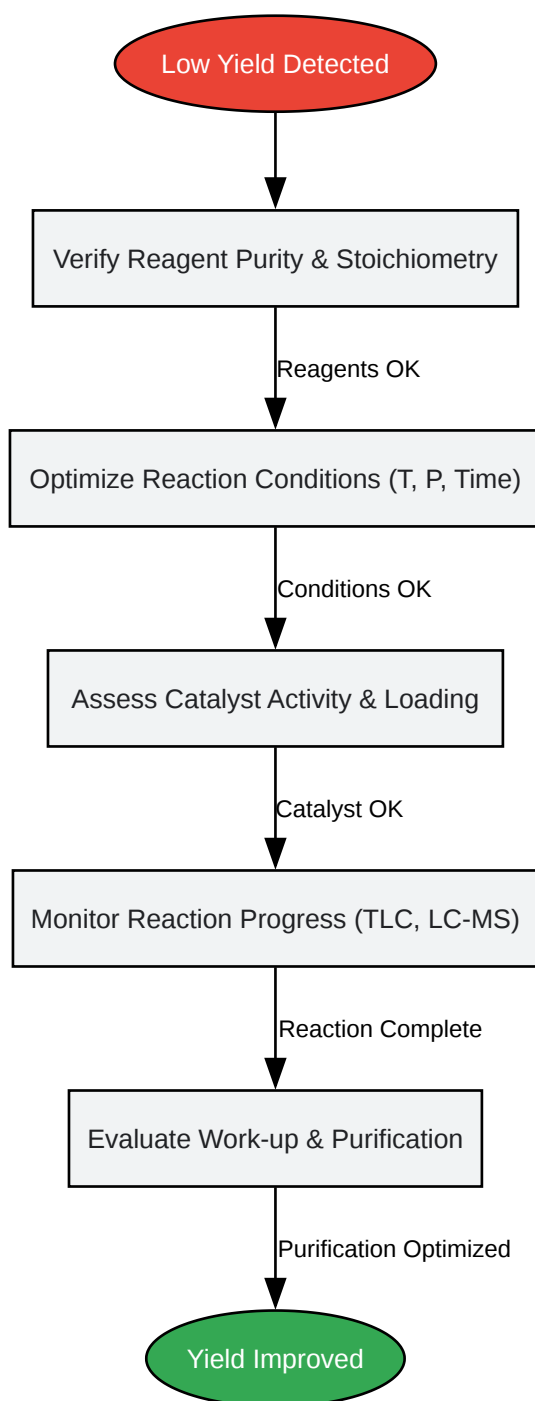 Low Yield Detected
Verify Reagent Purity & Stoichiometry
Reagents OK
Optimize Reaction Conditions (T, P, Time)
Conditions OK
Assess Catalyst Activity & Loading
Catalyst OK
Monitor Reaction Progress (TLC, LC-MS)
Reaction Complete
Evaluate Work-up & Purification
Purification Optimized
Yield Improved